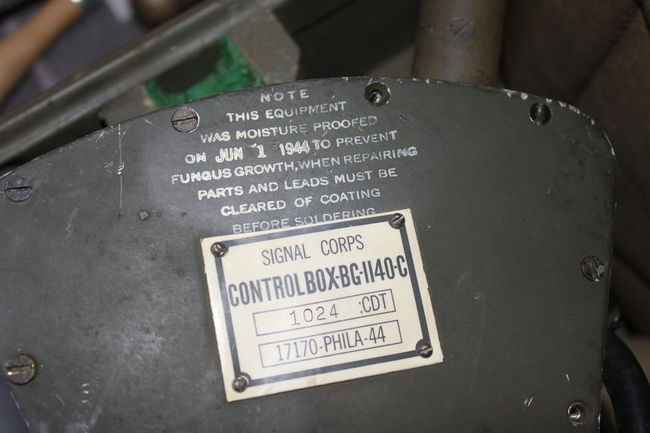 NOTE
THIS EQUIPMENT
WAS MOISTURE PROOFED
ON JUN 1 1944 TO PREVENT
FUNGUS GROWTH, WHEN REPAIRING
PARTS AND LEADS MUST BE
CLEARED OF COATING
BEFORE SOLDERING
SIGNAL CORPS
CONTROL BOX-BC-1140-C
1024 :CDT
17170-PHILA-44